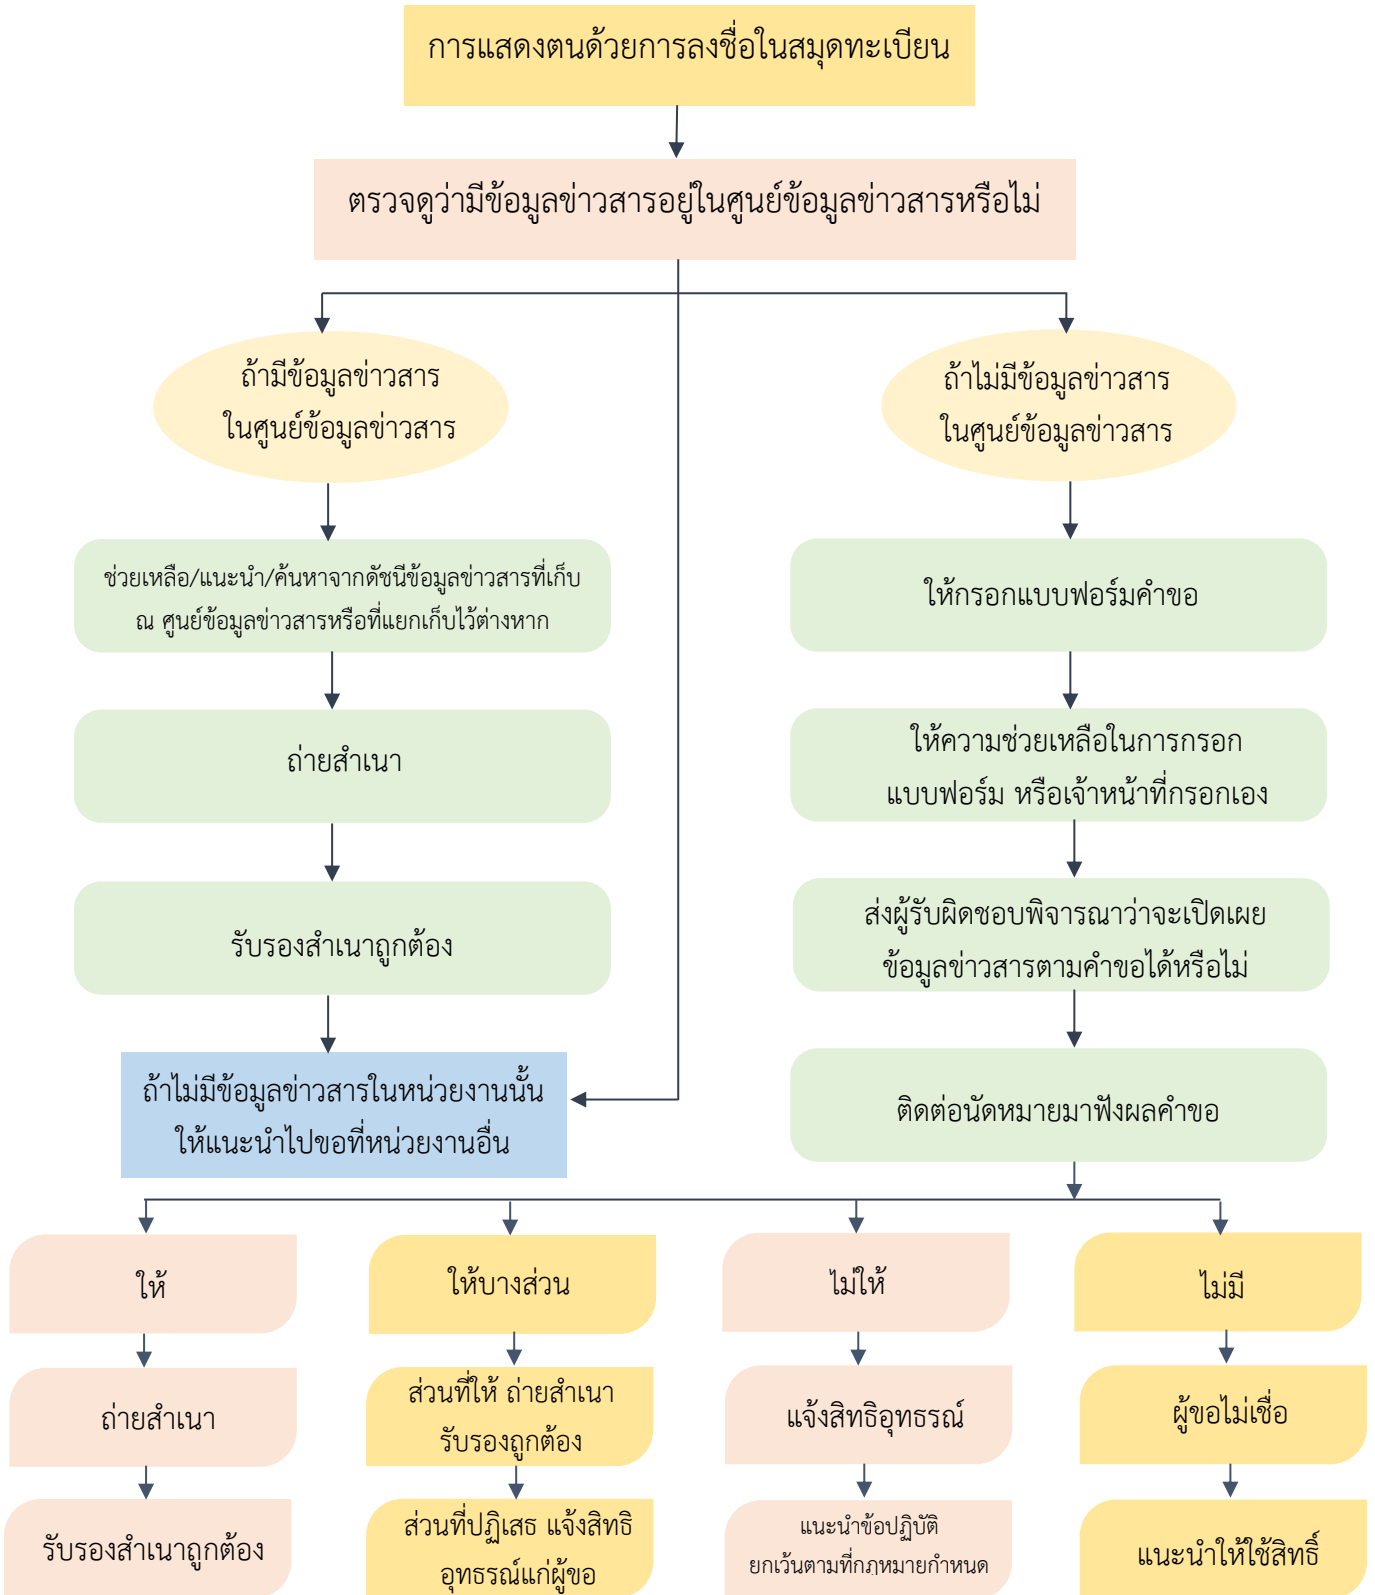 การแสดงตนด้วยการลงชื่อในสมุดทะเบียน
ตรวจดูว่ามีข้อมูลข่าวสารอยู่ในศูนย์ข้อมูลข่าวสารหรือไม่
ถ้ามีข้อมูลข่าวสาร
ในศูนย์ข้อมูลข่าวสาร
ถ้าไม่มีข้อมูลข่าวสาร
ในศูนย์ข้อมูลข่าวสาร
ช่วยเหลือ/แนะนำ/ค้นหาจากดัชนีข้อมูลข่าวสารที่เก็บ
ณ ศูนย์ข้อมูลข่าวสารหรือที่แยกเก็บไว้ต่างหาก
ให้กรอกแบบฟอร์มคำขอ
ถ่ายสำเนา
ให้ความช่วยเหลือในการกรอก
แบบฟอร์ม หรือเจ้าหน้าที่กรอกเอง
รับรองสำเนาถูกต้อง
ส่งผู้รับผิดชอบพิจารณาว่าจะเปิดเผย
ข้อมูลข่าวสารตามคำขอได้หรือไม่
ถ้าไม่มีข้อมูลข่าวสารในหน่วยงานนั้น
ให้แนะนำไปขอที่หน่วยงานอื่น
ติดต่อนัดหมายมาฟังผลคำขอ
ให้
ให้บางส่วน
ไม่ให้
ไม่มี
ถ่ายสำเนา
ส่วนที่ให้ ถ่ายสำเนา
รับรองถูกต้อง
แจ้งสิทธิอุทธรณ์
ผู้ขอไม่เชื่อ
รับรองสำเนาถูกต้อง
ส่วนที่ปฏิเสธ แจ้งสิทธิ
อุทธรณ์แก่ผู้ขอ
แนะนำข้อปฏิบัติ
ยกเว้นตามที่กฎหมายกำหนด
แนะนำให้ใช้สิทธิ์